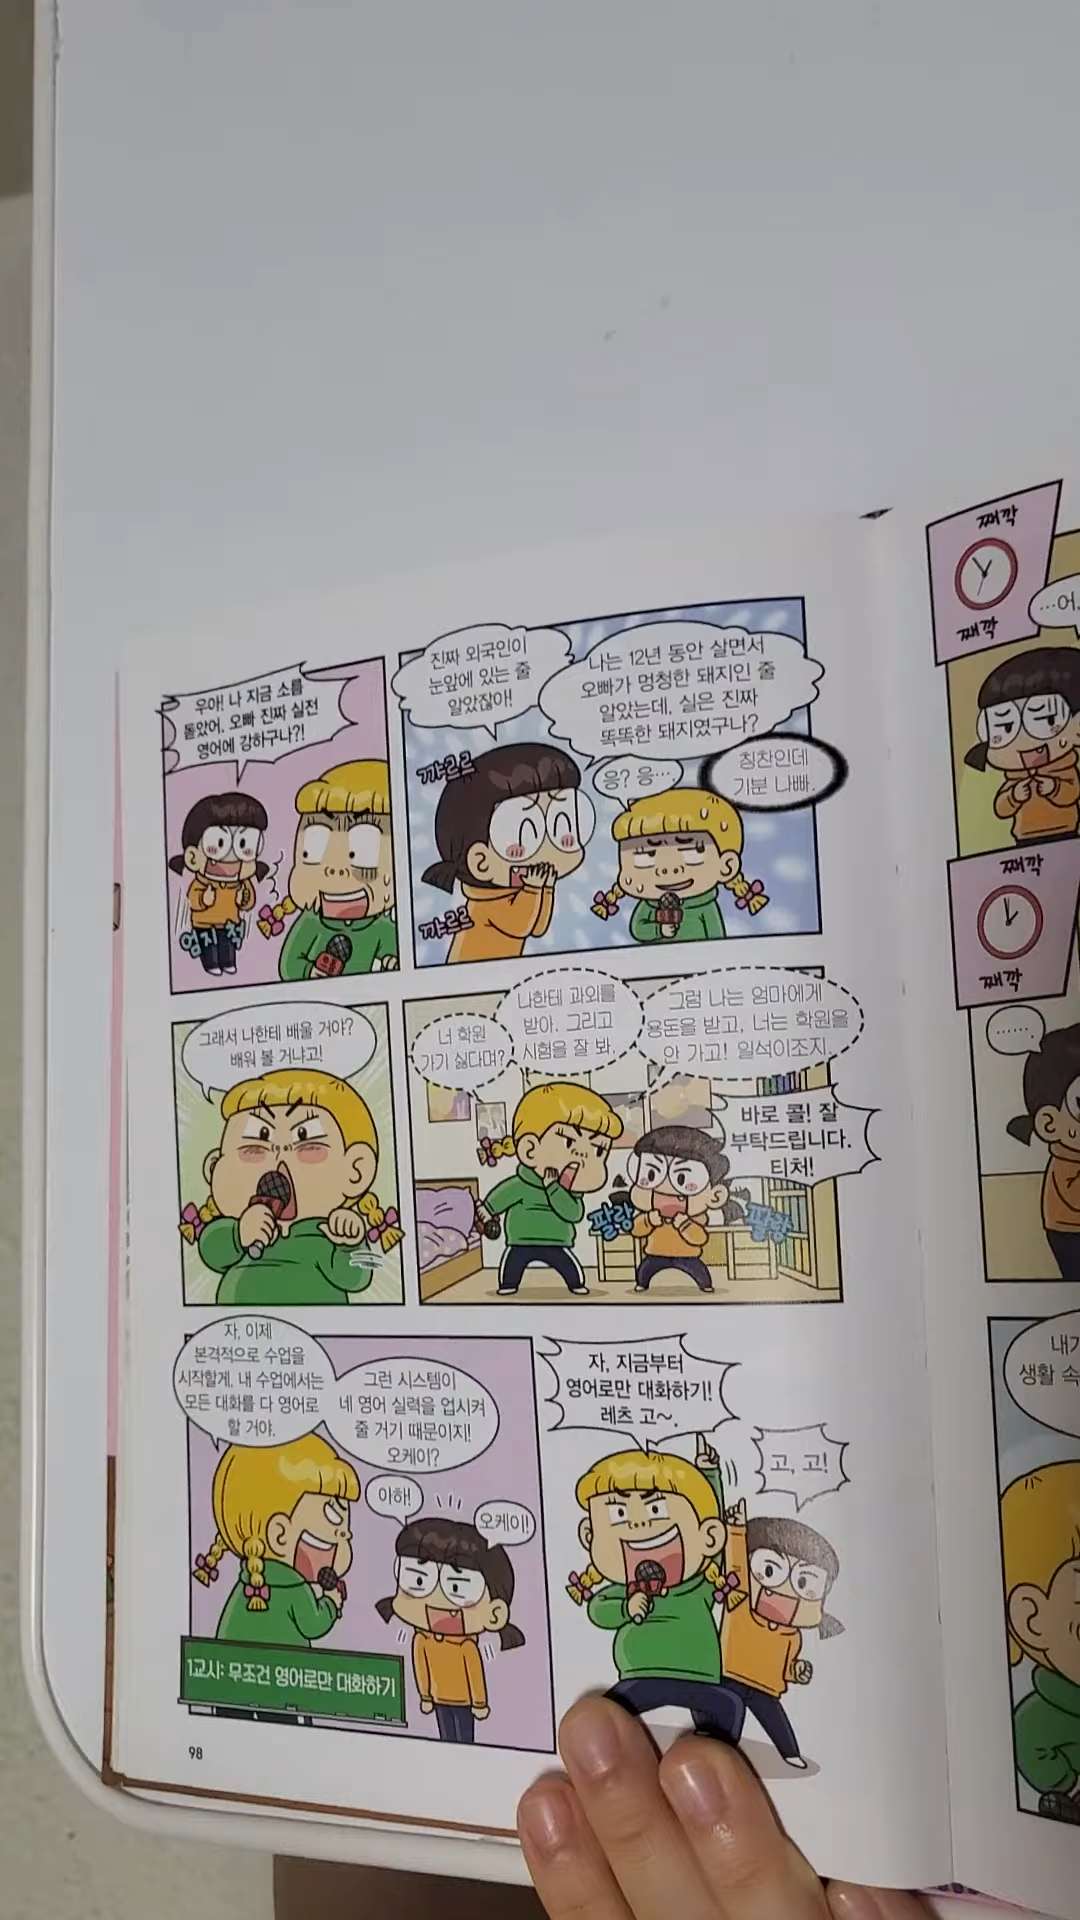 우아! 나 지금 소름
돋았어. 오빠 진짜 실전
영어에 강하구나?!
엄지 척
진짜 외국인이
눈앞에 있는 줄
알았잖아!
나는 12년 동안 살면서
오빠가 멍청한 돼지인 줄
알았는데, 실은 진짜
똑똑한 돼지였구나?
까르르
까르르
응? 응….
칭찬인데
기분 나빠.
그래서 나한테 배울 거야?
배워 볼 거냐고!
너 학원
가기 싫다며?
나한테 과외를
받아. 그리고
시험을 잘 봐.
그럼 나는 엄마에게
용돈을 받고, 너는 학원을
안 가고! 일석이조지.
바로 콜! 잘
부탁드립니다.
티처!
팔랑
팔랑
자, 이제
본격적으로 수업을
시작할게. 내 수업에서는
모든 대화를 다 영어로
할 거야.
그런 시스템이
네 영어 실력을 업시켜
줄 거기 때문이지!
오케이?
아하!
오케이!
1교시: 무조건 영어로만 대화하기
자, 지금부터
영어로만 대화하기!
레츠 고~.
고, 고!
98
째깍
째깍
…어.
째깍
째깍
……
내가
생활 속